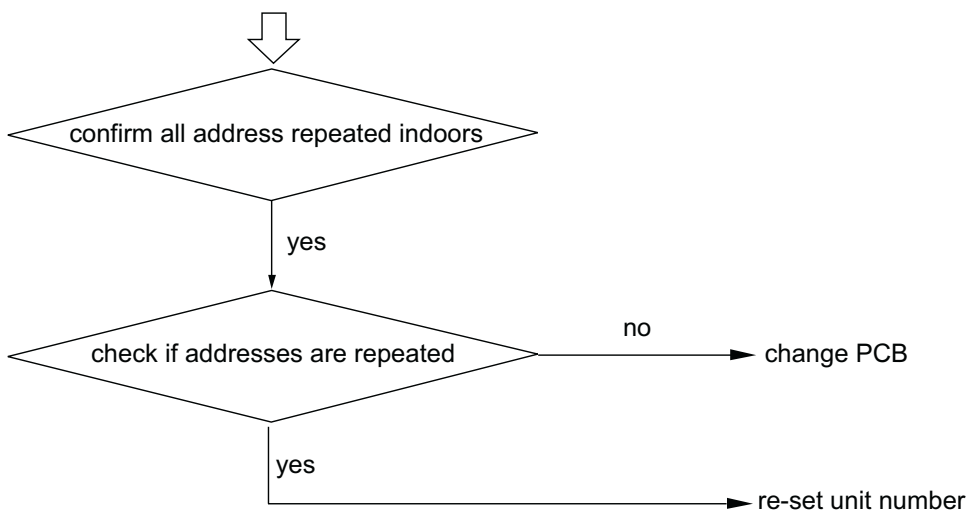 confirm all address repeated indoors
yes
check if addresses are repeated
no
change PCB
yes
re-set unit number